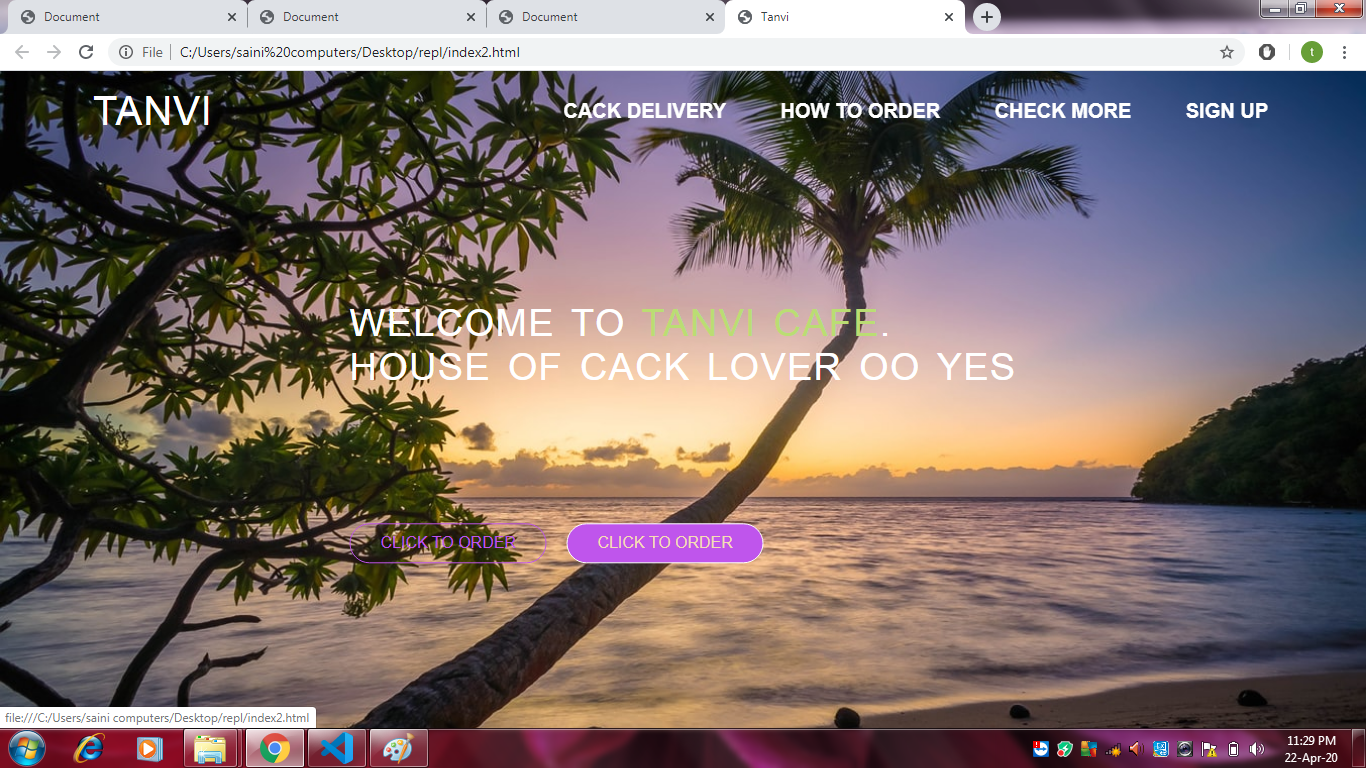 Document
Document
Document
Tanvi
File
C:/Users/saini%20computers/Desktop/repl/index2.html
t
TANVI
CACK DELIVERY
HOW TO ORDER
CHECK MORE
SIGN UP
WELCOME TO TANVI CAFE.
HOUSE OF CACK LOVER OO YES
CLICK TO ORDER
CLICK TO ORDER
file:///C:/Users/saini computers/Desktop/repl/index2.html
11:29 PM
22-Apr-20